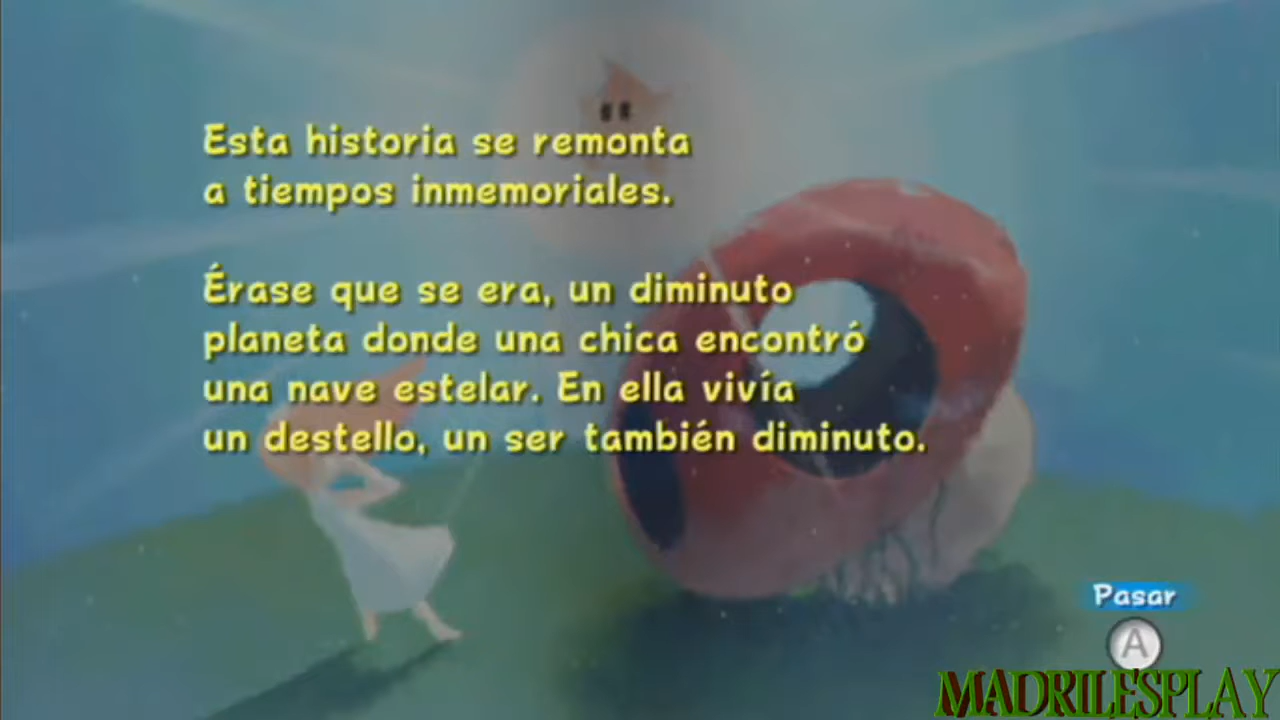 Esta historia se remonta
a tiempos inmemoriales.
Érase que se era, un diminuto
planeta donde una chica encontró
una nave estelar. En ella vivía
un destello, un ser también diminuto.
Pasar
A
MADRILESPLAY